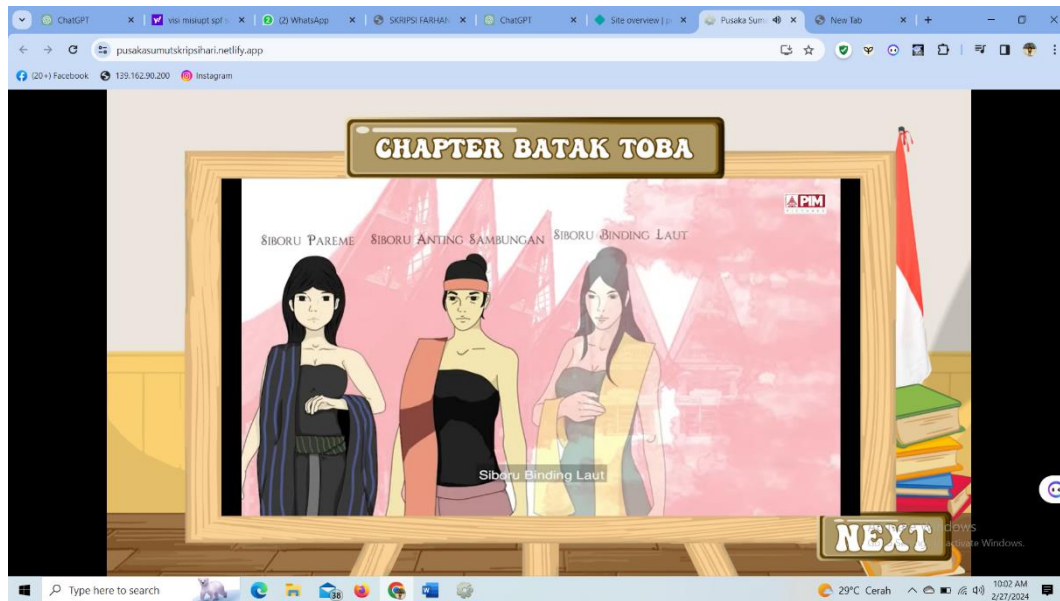 ChatGPT
visi misiupt spf s
(2) WhatsApp
SKRIPSI FARHAN
ChatGPT
Site overview | p
Pusaka Sum
New Tab
pusakasumutskripsihari.netlify.app
(20+) Facebook
139.162.90.200
Instagram
CHAPTER BATAK TOBA
PIM
SIBORU PAREME
SIBORU ANTING SAMBUNGAN
SIBORU BINDING LAUT
Siboru Binding Laut
NEXT
activate Windows.
Type here to search
38
29°C Cerah
10:02 AM
2/27/2024